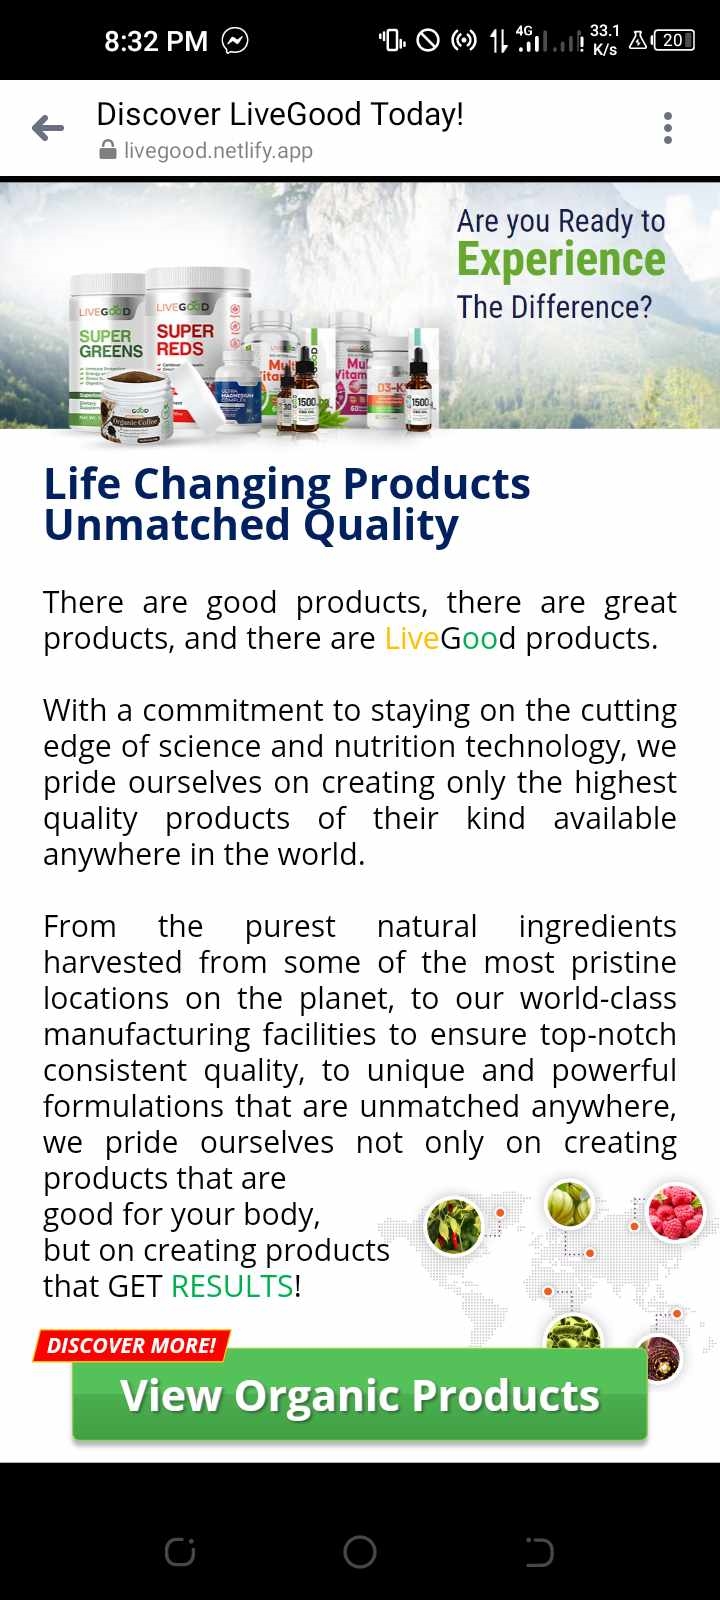 8:32 PM
4G
33.1
K/s
20
Discover LiveGood Today!
livegood.netlify.app
Are you Ready to
Experience
The Difference?
LIVEGOOD
SUPER
GREENS
LIVEGOOD
SUPER
REDS
Organic Coffee
MAGNESIUM
1500
D3-K
1500
Life Changing Products
Unmatched Quality
There are good products, there are great
products, and there are LiveGood products.
With a commitment to staying on the cutting
edge of science and nutrition technology, we
pride ourselves on creating only the highest
quality products of their kind available
anywhere in the world.
From the purest natural ingredients
harvested from some of the most pristine
locations on the planet, to our world-class
manufacturing facilities to ensure top-notch
consistent quality, to unique and powerful
formulations that are unmatched anywhere,
we pride ourselves not only on creating
products that are
good for your body,
but on creating products
that GET RESULTS!
DISCOVER MORE!
View Organic Products